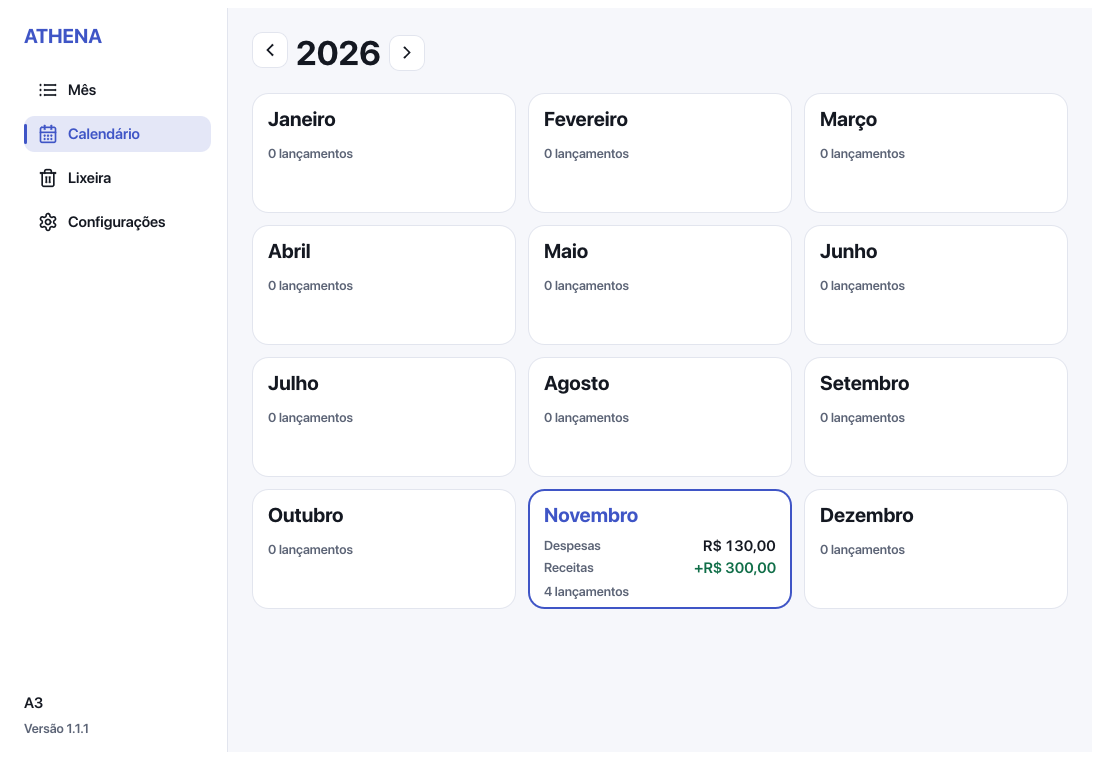 ATHENA
Mês
Calendário
Lixeira
Configurações
A3
Versão 1.1.1
2026
Janeiro
0 lançamentos
Fevereiro
0 lançamentos
Março
0 lançamentos
Abril
0 lançamentos
Maio
0 lançamentos
Junho
0 lançamentos
Julho
0 lançamentos
Agosto
0 lançamentos
Setembro
0 lançamentos
Outubro
0 lançamentos
Novembro
Despesas R$ 130,00
Receitas +R$ 300,00
4 lançamentos
Dezembro
0 lançamentos